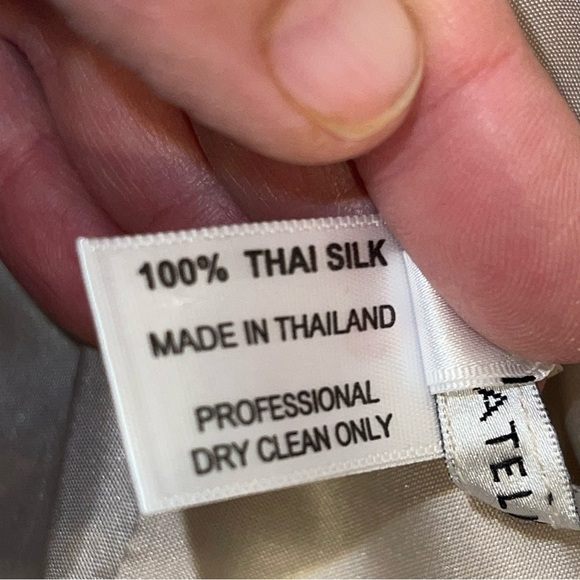 100% THAI SILK
MADE IN THAILAND
PROFESSIONAL
DRY CLEAN ONLY